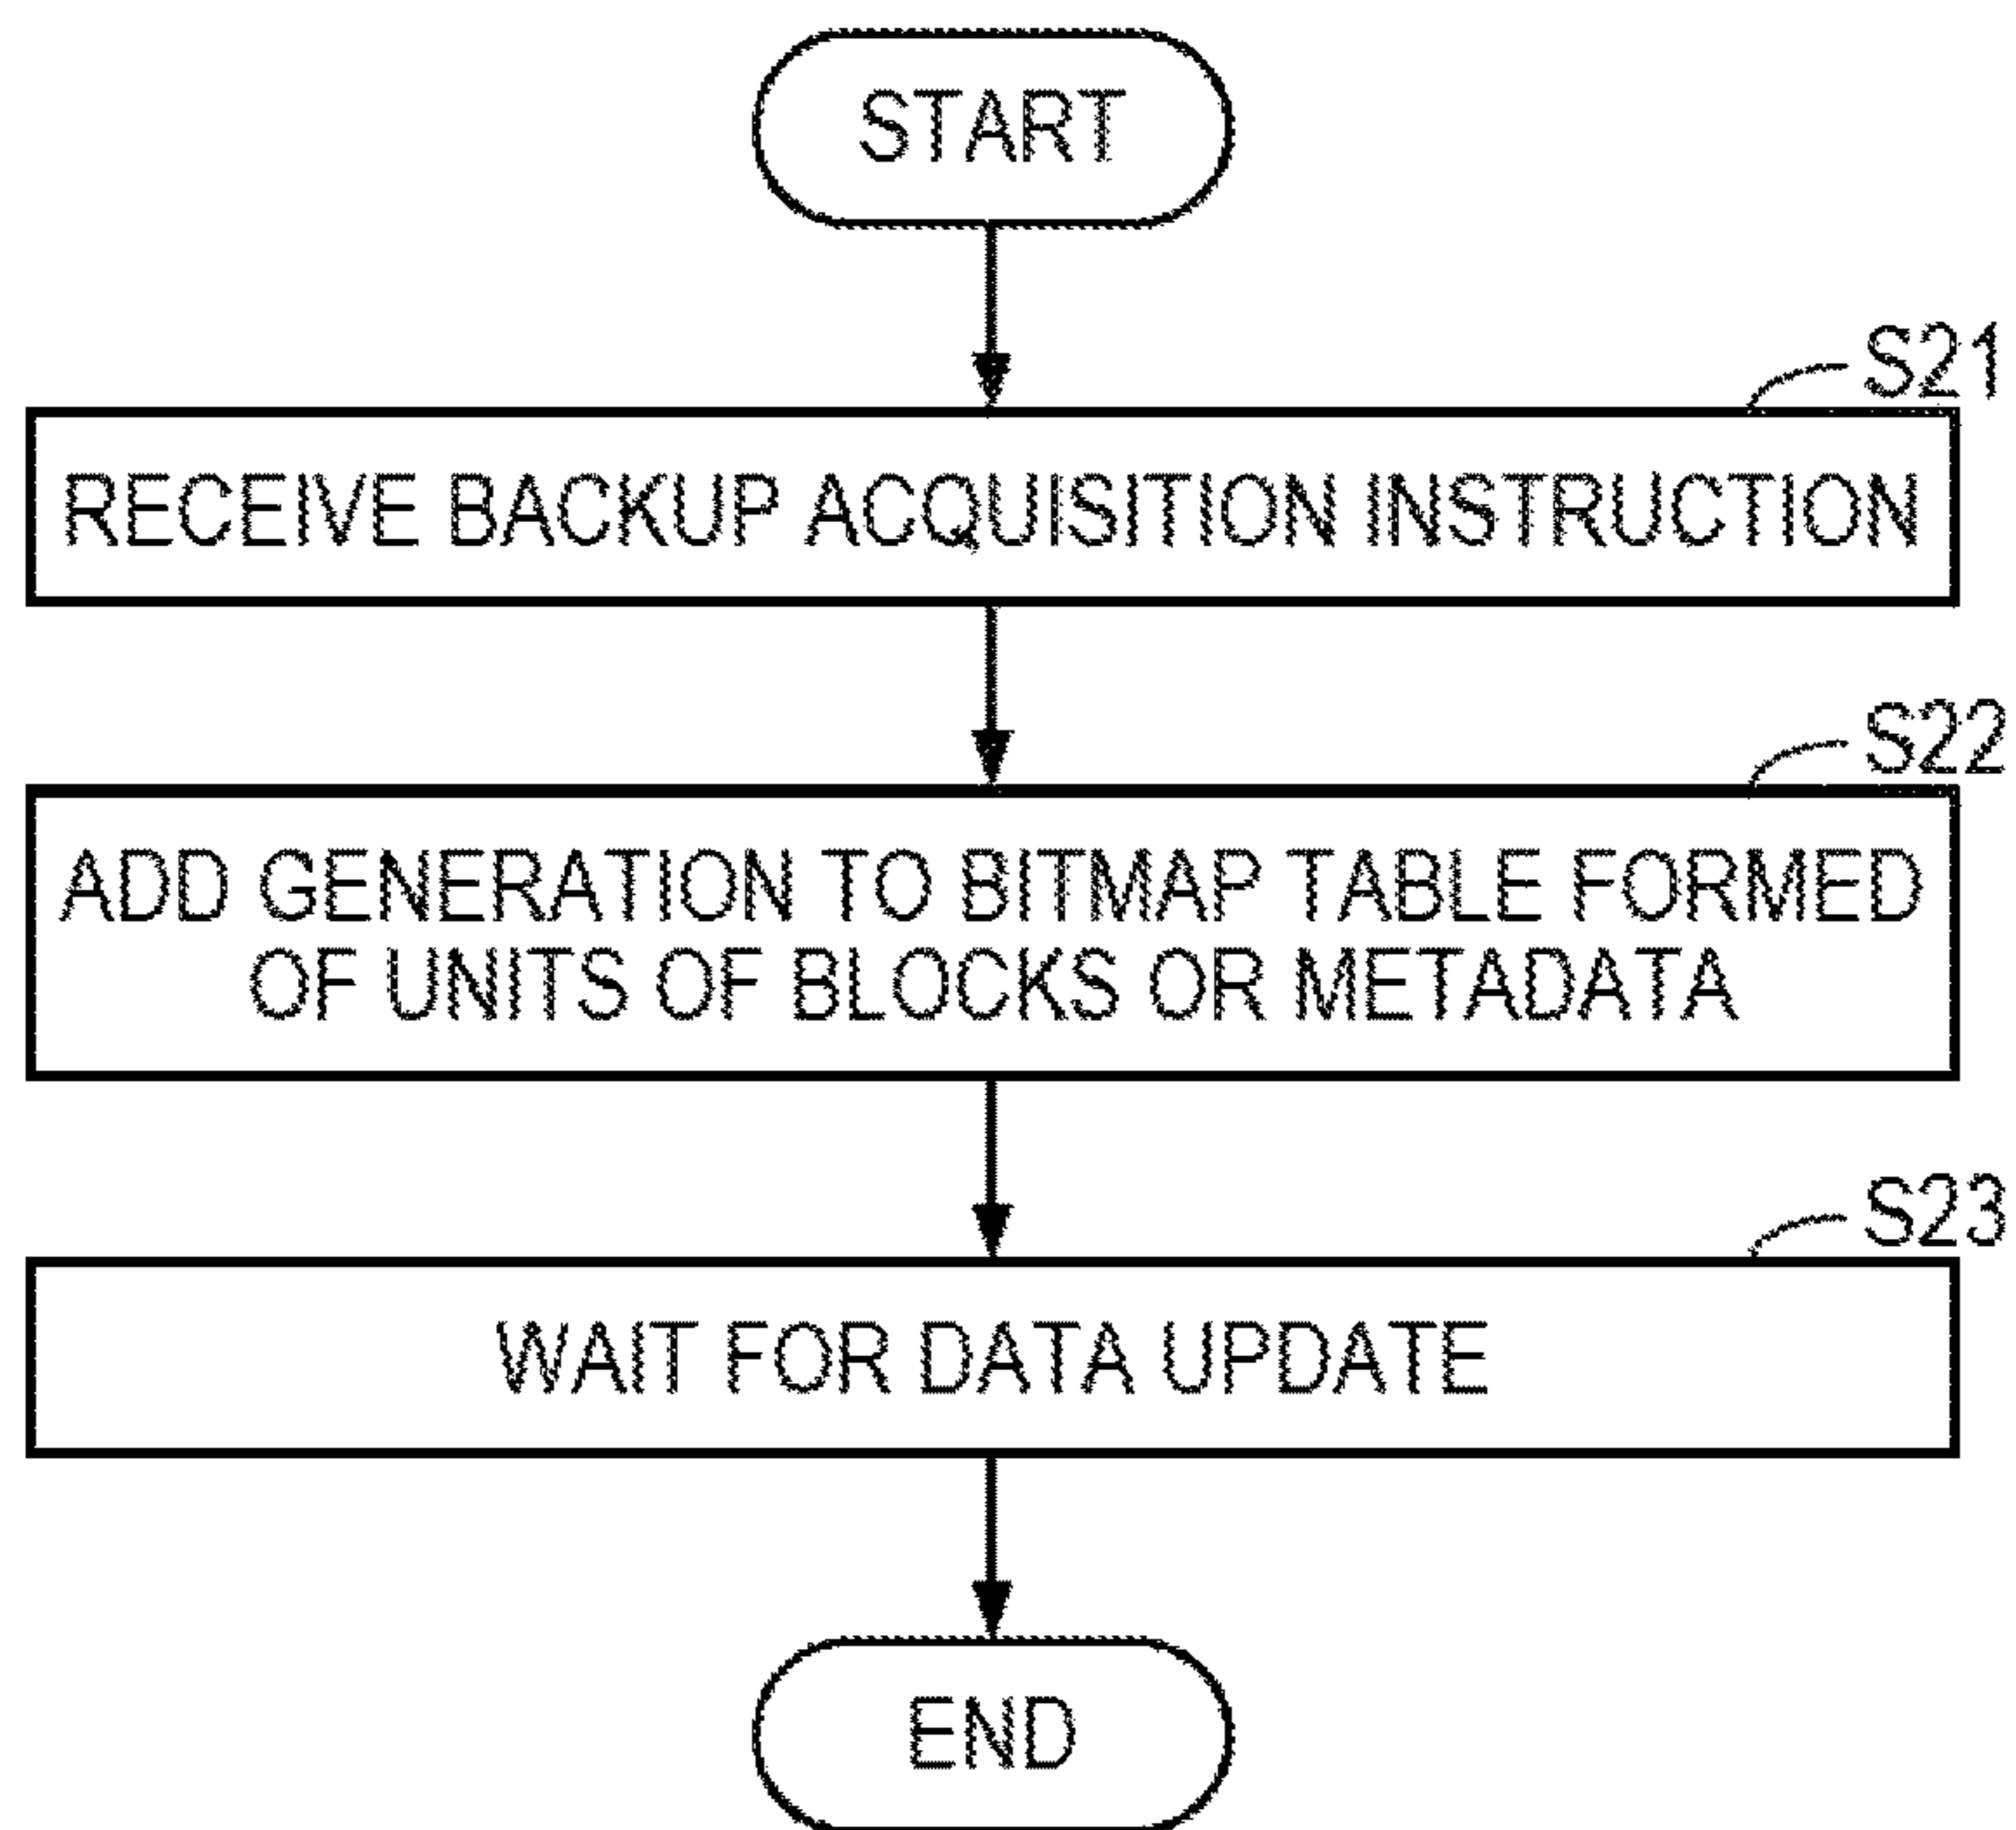 START
S21
RECEIVE BACKUP ACQUISITION INSTRUCTION
S22
ADD GENERATION TO BITMAP TABLE FORMED
OF UNITS OF BLOCKS OR METADATA
S23
WAIT FOR DATA UPDATE
END